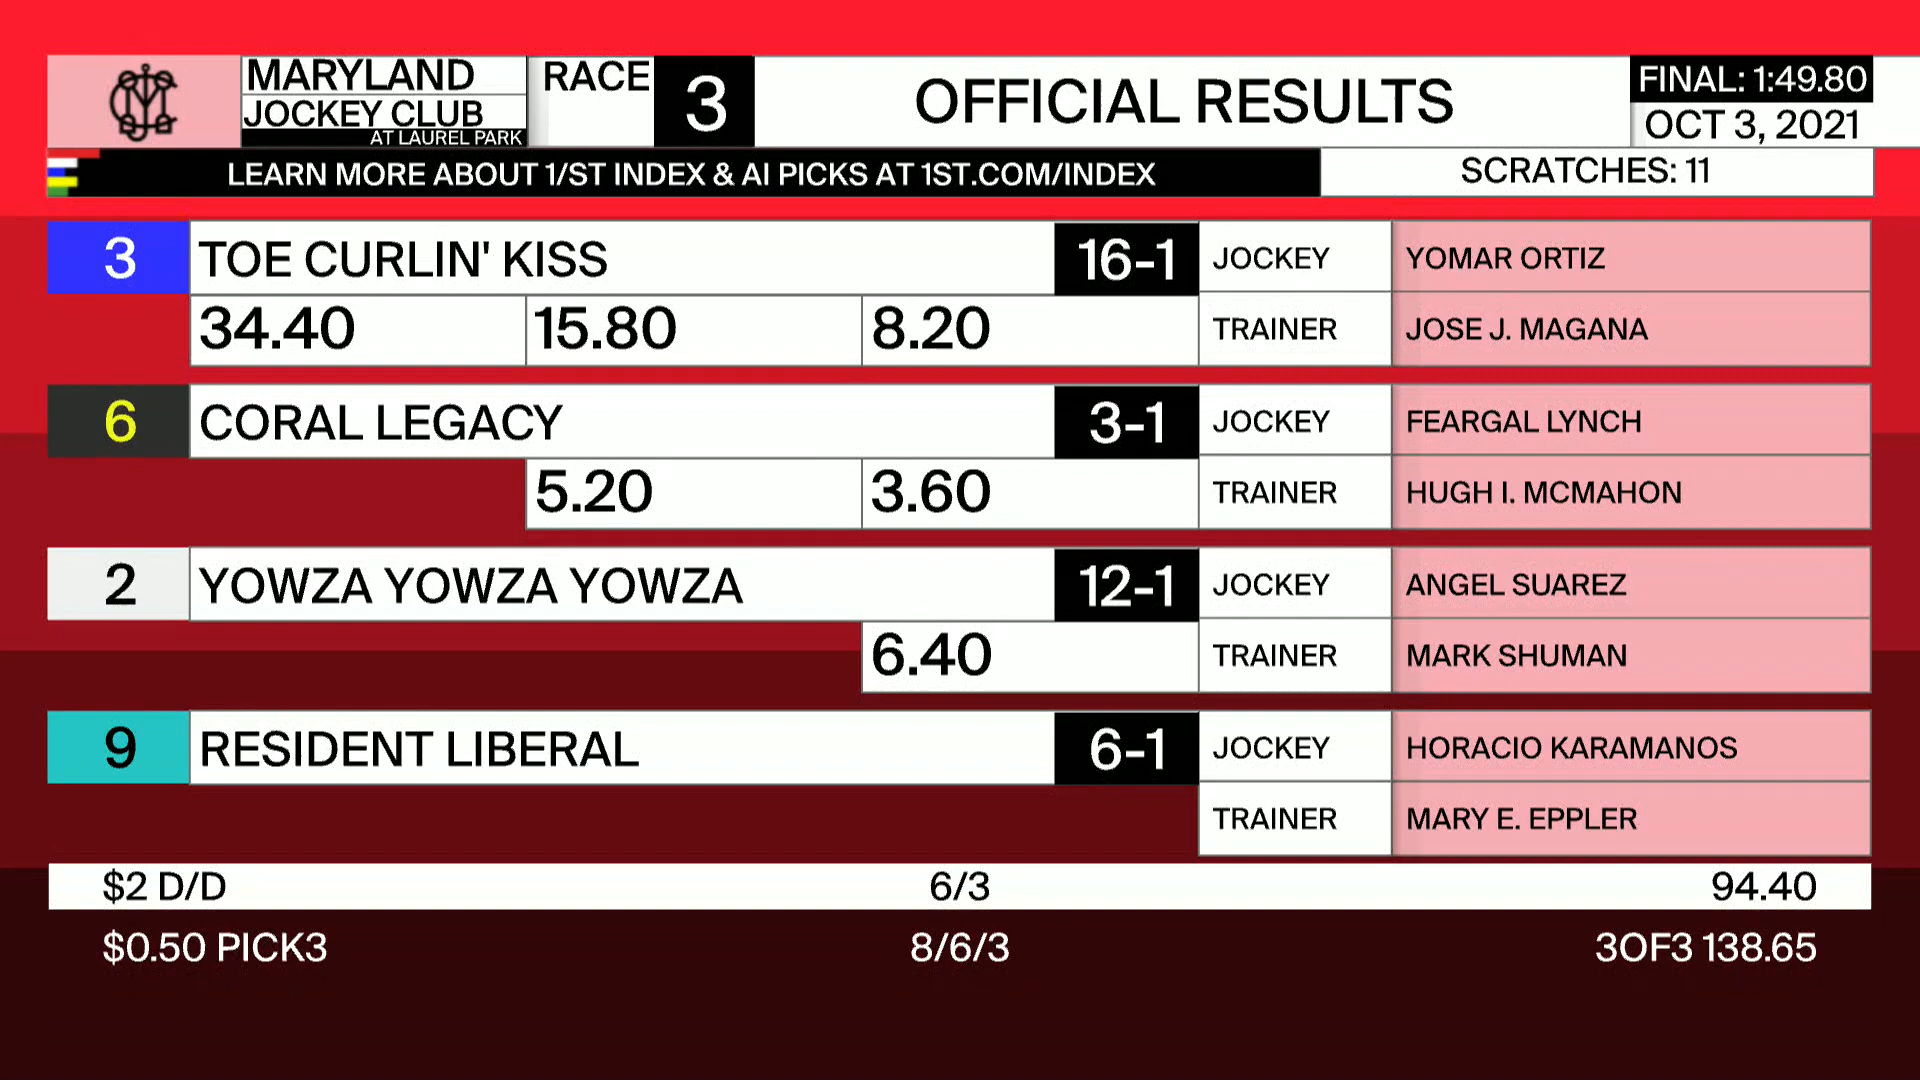 MARYLAND
JOCKEY CLUB
AT LAUREL PARK
RACE 3
OFFICIAL RESULTS
FINAL: 1:49.80
OCT 3, 2021
LEARN MORE ABOUT 1/ST INDEX & AI PICKS AT 1ST.COM/INDEX
SCRATCHES: 11
3 TOE CURLIN' KISS 16-1 JOCKEY YOMAR ORTIZ
34.40 15.80 8.20 TRAINER JOSE J. MAGANA
6 CORAL LEGACY 3-1 JOCKEY FEARGAL LYNCH
5.20 3.60 TRAINER HUGH I. MCMAHON
2 YOWZA YOWZA YOWZA 12-1 JOCKEY ANGEL SUAREZ
6.40 TRAINER MARK SHUMAN
9 RESIDENT LIBERAL 6-1 JOCKEY HORACIO KARAMANOS
TRAINER MARY E. EPPLER
$2 D/D 6/3 94.40
$0.50 PICK3 8/6/3 3OF3 138.65